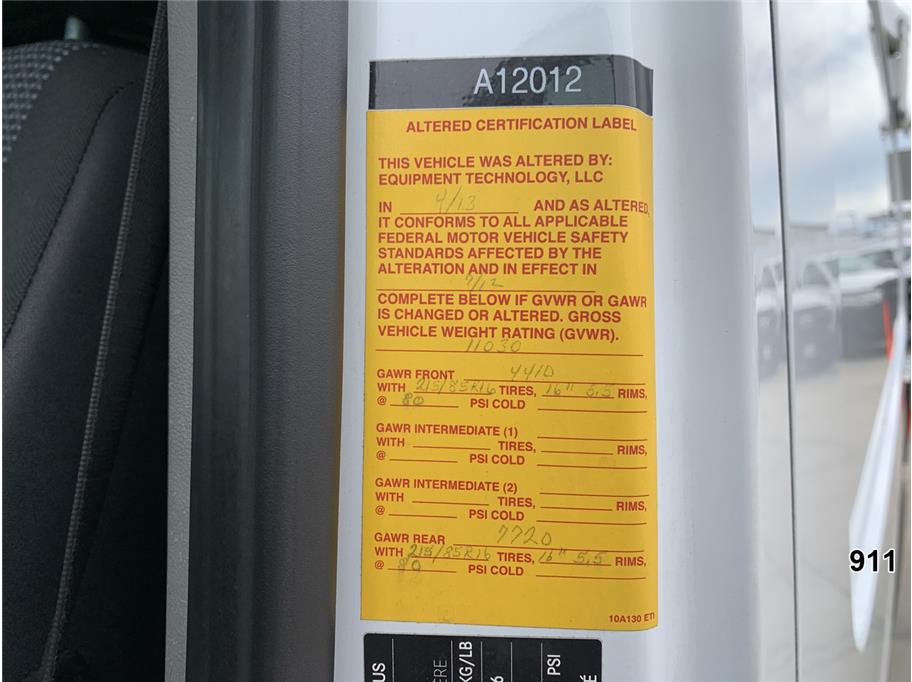 A12012
ALTERED CERTIFICATION LABEL
THIS VEHICLE WAS ALTERED BY:
EQUIPMENT TECHNOLOGY, LLC
IN 4/13 AND AS ALTERED,
IT CONFORMS TO ALL APPLICABLE
FEDERAL MOTOR VEHICLE SAFETY
STANDARDS AFFECTED BY THE
ALTERATION AND IN EFFECT IN
7/12
COMPLETE BELOW IF GVWR OR GAWR
IS CHANGED OR ALTERED. GROSS
VEHICLE WEIGHT RATING (GVWR).
11030
GAWR FRONT 4410
WITH 215/85R16 TIRES, 16" 5.5 RIMS,
@ 80 PSI COLD
GAWR INTERMEDIATE (1)
WITH TIRES, RIMS,
@ PSI COLD
GAWR INTERMEDIATE (2)
WITH TIRES, RIMS,
@ PSI COLD
GAWR REAR 7720
WITH 215/85R16 TIRES, 16" 5.5 RIMS,
@ 80 PSI COLD
10A130 ETI
911
KG/LB
PSI